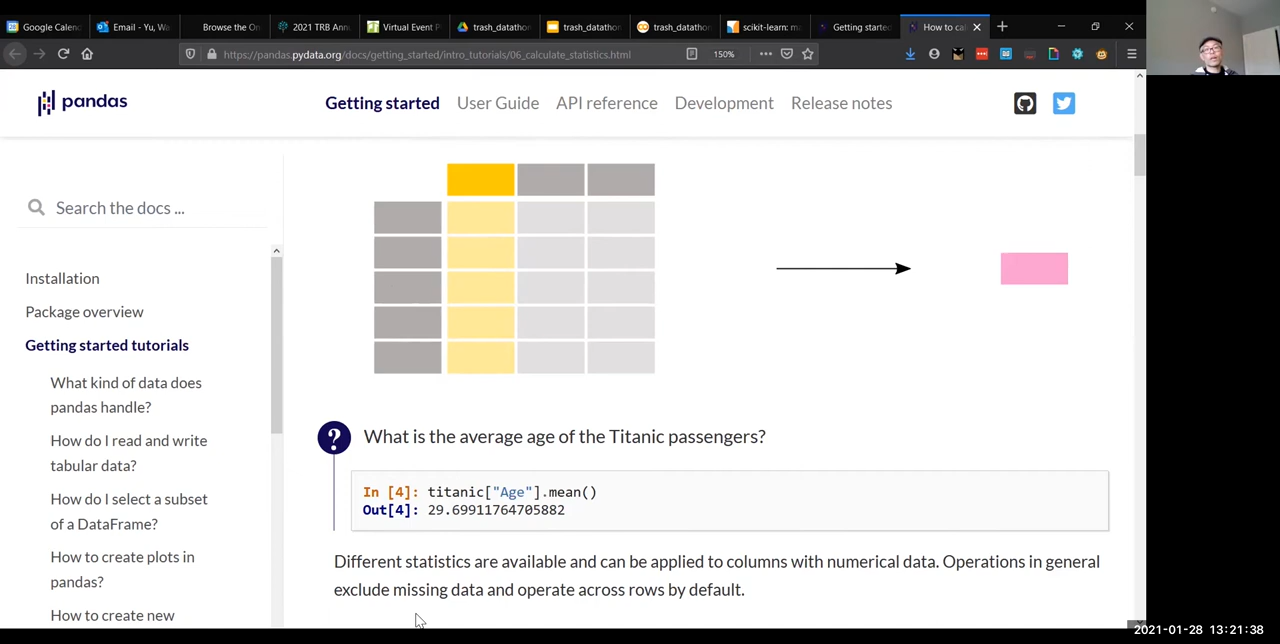 Google Calen
Email - Yu, Wa
Browse the On
2021 TRB Ann
Virtual Event P
trash_datathon
trash_datathon
trash_datathon
scikit-learn: ma
Getting started
How to cal
https://pandas.pydata.org/docs/getting_started/intro_tutorials/06_calculate_statistics.html
150%
pandas
Getting started
User Guide
API reference
Development
Release notes
Search the docs ...
Installation
Package overview
Getting started tutorials
What kind of data does
pandas handle?
How do I read and write
tabular data?
How do I select a subset
of a DataFrame?
How to create plots in
pandas?
How to create new
? What is the average age of the Titanic passengers?
In [4]: titanic["Age"].mean()
Out[4]: 29.69911764705882
Different statistics are available and can be applied to columns with numerical data. Operations in general
exclude missing data and operate across rows by default.
2021-01-28 13:21:38